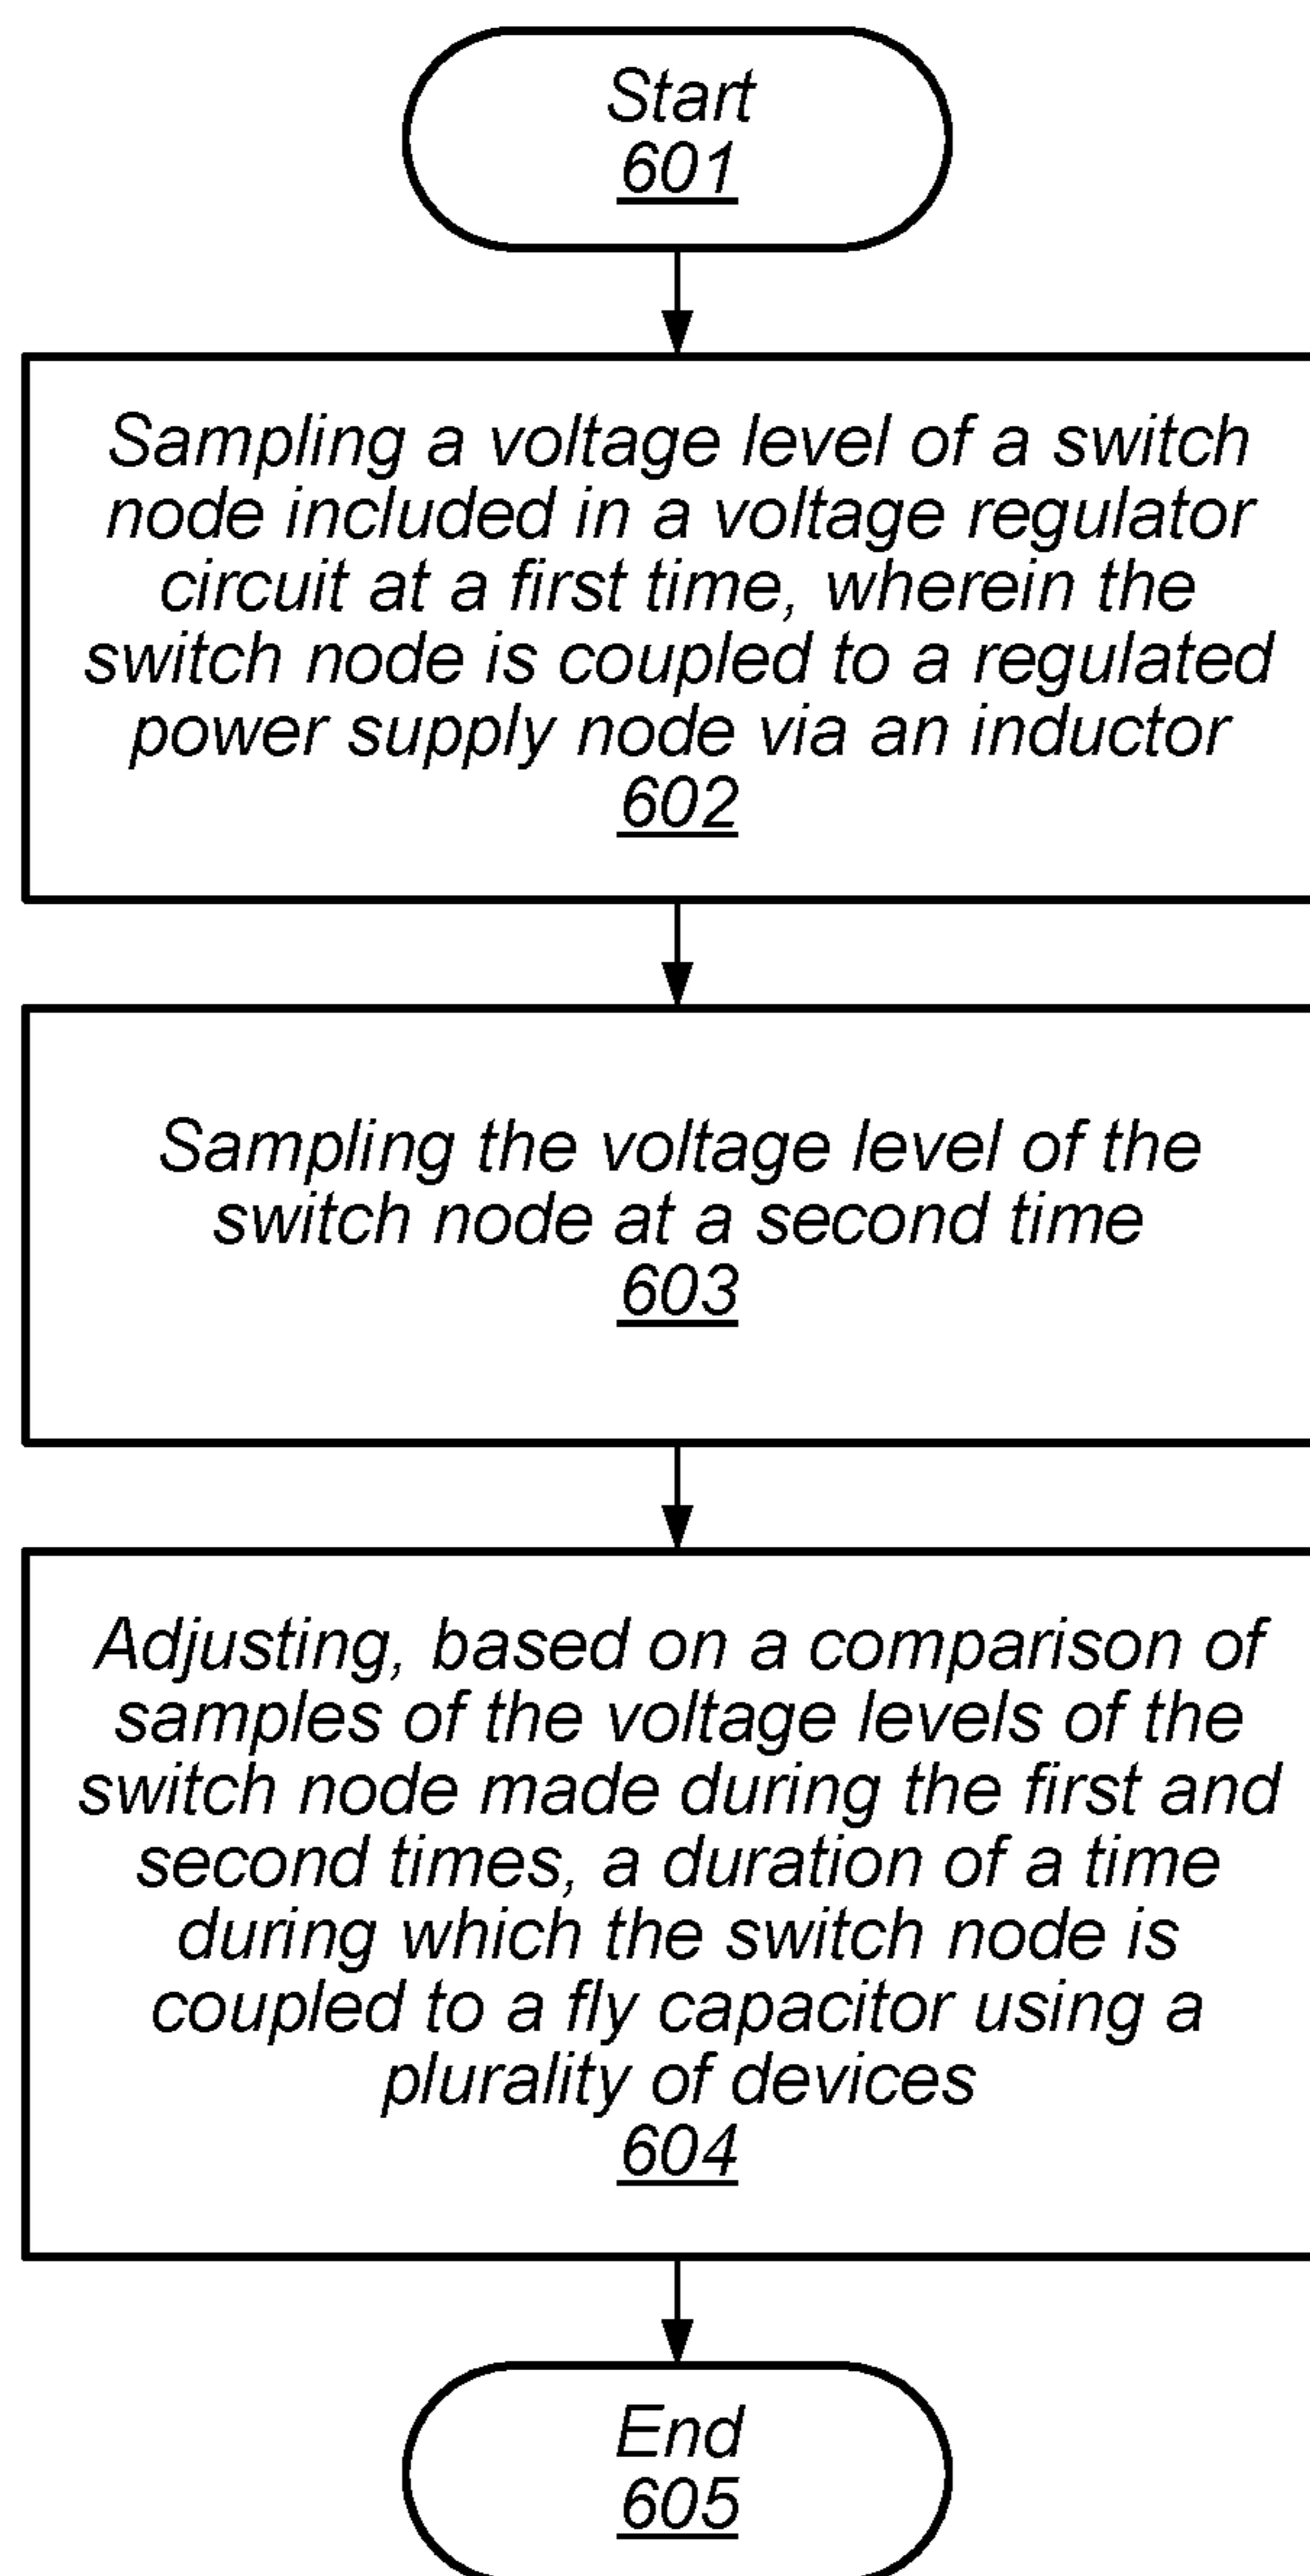 Start
601
Sampling a voltage level of a switch
node included in a voltage regulator
circuit at a first time, wherein the
switch node is coupled to a regulated
power supply node via an inductor
602
Sampling the voltage level of the
switch node at a second time
603
Adjusting, based on a comparison of
samples of the voltage levels of the
switch node made during the first and
second times, a duration of a time
during which the switch node is
coupled to a fly capacitor using a
plurality of devices
604
End
605